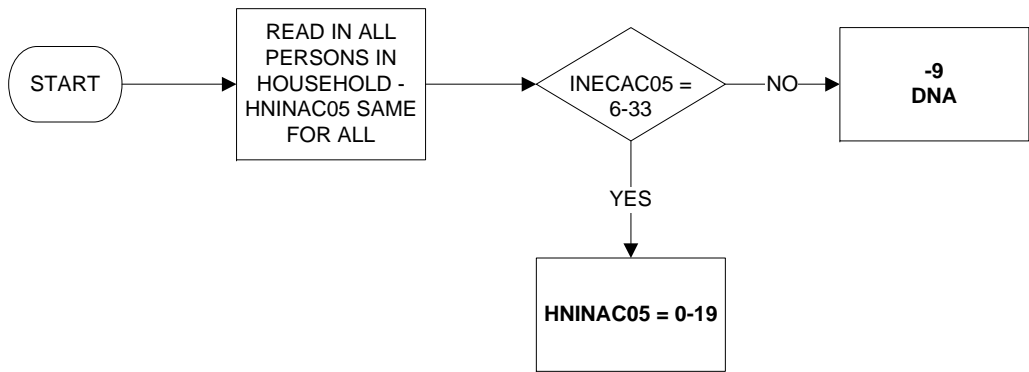 START
READ IN ALL
PERSONS IN
HOUSEHOLD -
HNINAC05 SAME
FOR ALL
INECAC05 =
6-33
NO
-9
DNA
YES
HNINAC05 = 0-19